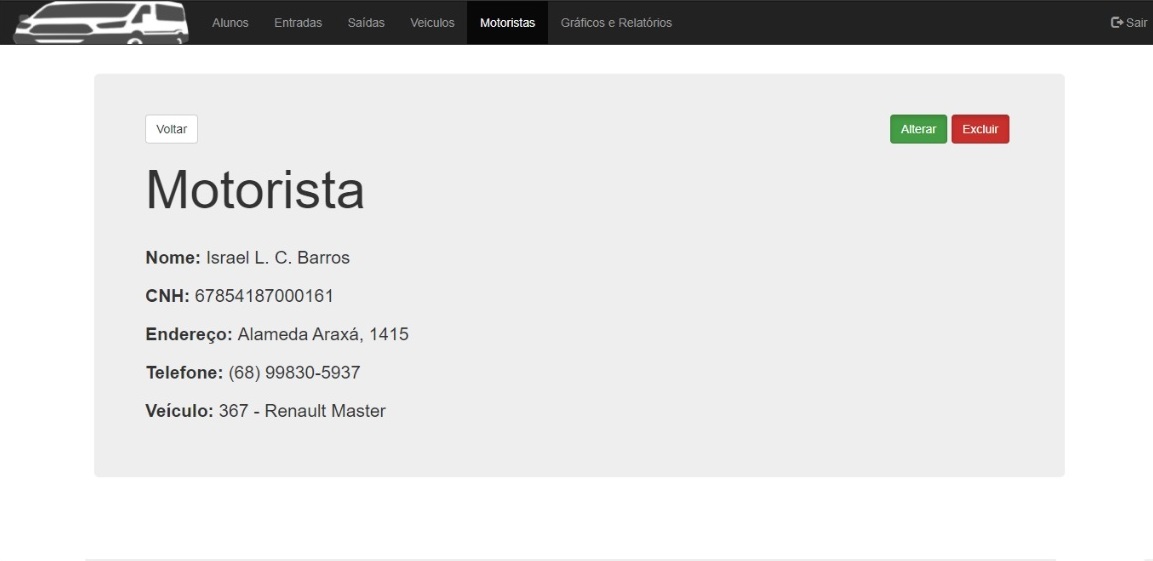 Alunos Entradas Saídas Veiculos Motoristas Gráficos e Relatórios Sair
Voltar Alterar Excluir
Motorista
Nome: Israel L. C. Barros
CNH: 67854187000161
Endereço: Alameda Araxá, 1415
Telefone: (68) 99830-5937
Veículo: 367 - Renault Master